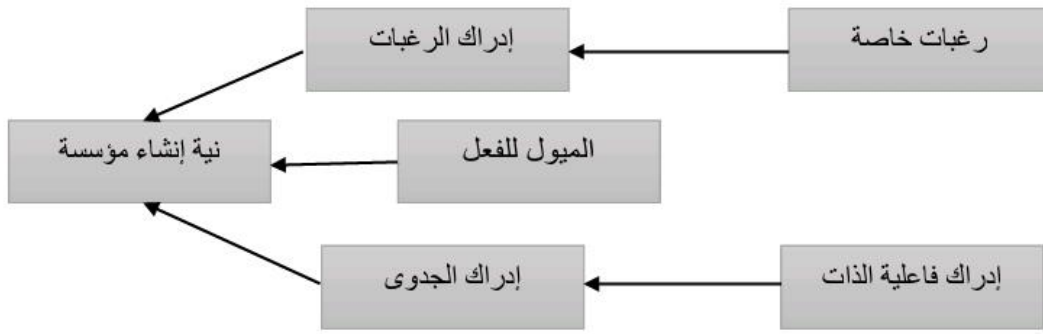 رغبات خاصة
إدراك الرغبات
الميول للفعل
نية إنشاء مؤسسة
إدراك فاعلية الذات
إدراك الجدوى